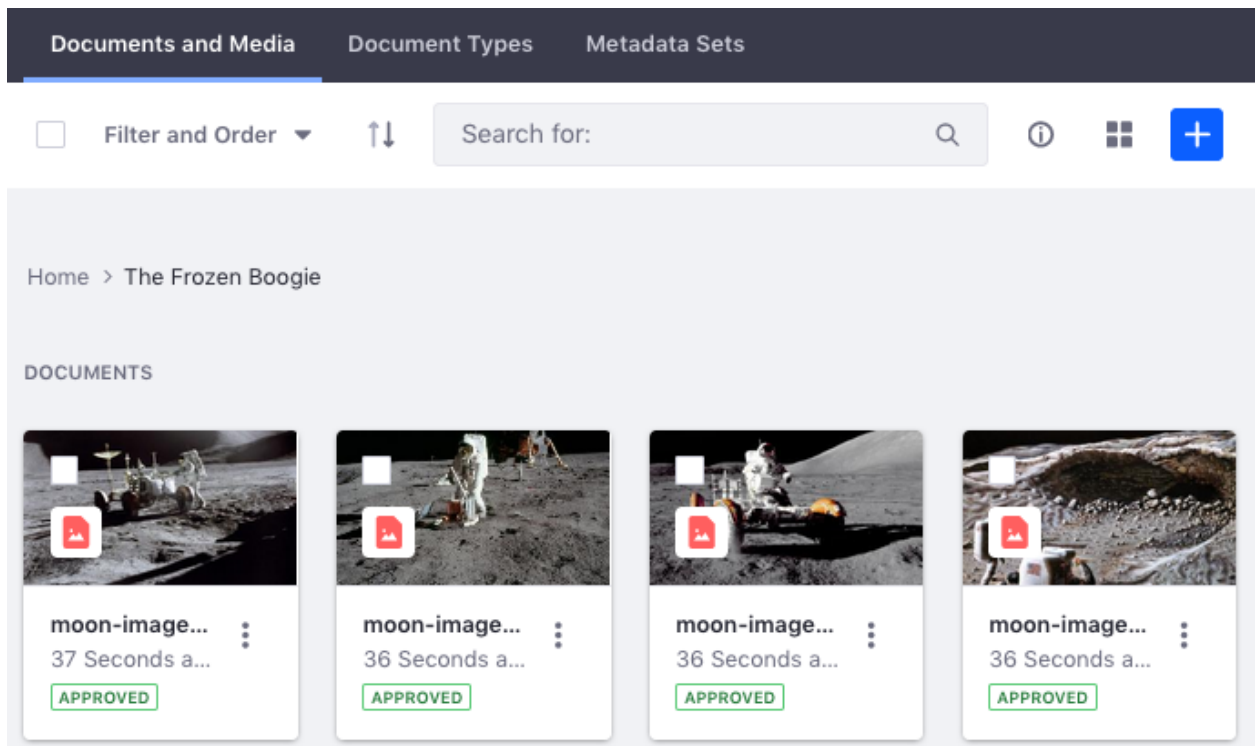 Documents and Media Document Types Metadata Sets
Filter and Order Search for:
Home > The Frozen Boogie
DOCUMENTS
moon-image... moon-image... moon-image... moon-image...
37 Seconds a... 36 Seconds a... 36 Seconds a... 36 Seconds a...
APPROVED APPROVED APPROVED APPROVED